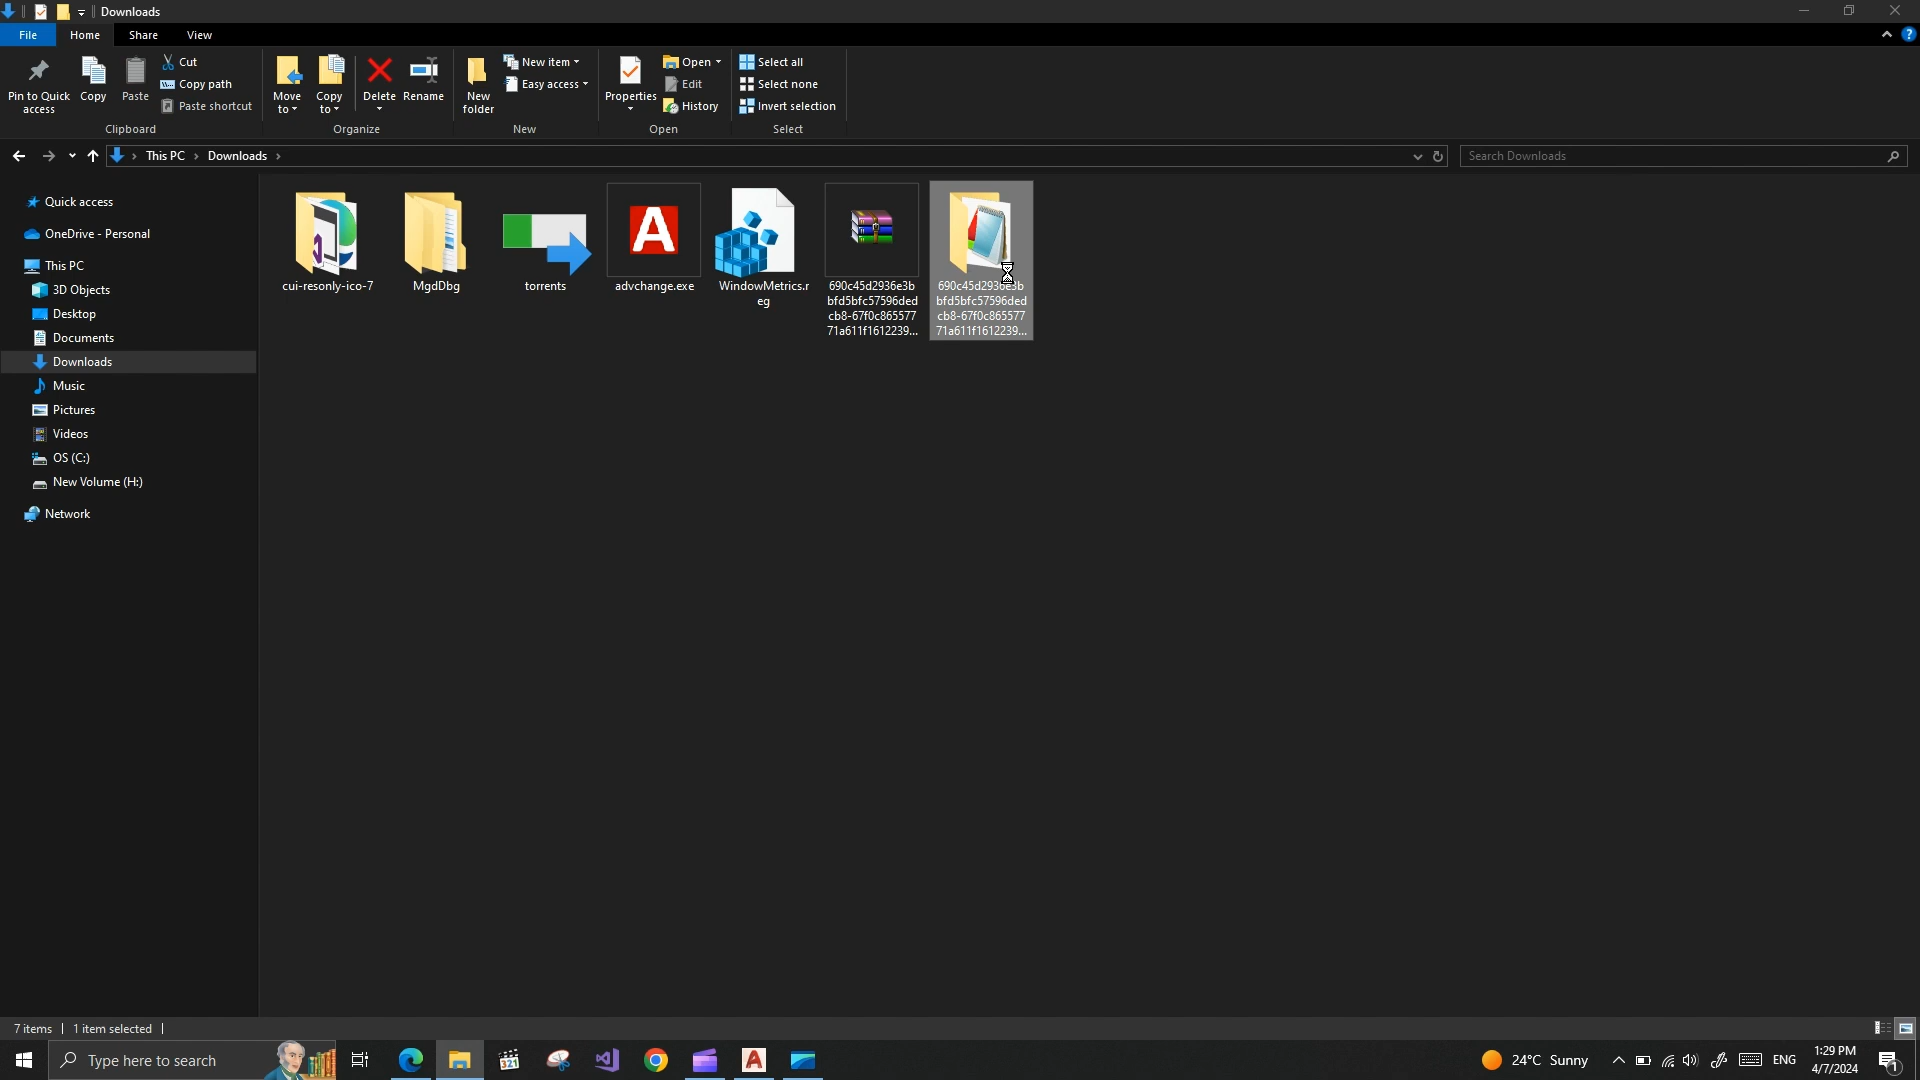 Downloads
File Home Share View
Pin to Quick access
Copy
Paste
Cut
Copy path
Paste shortcut
Clipboard
Move to
Copy to
Delete
Rename
Organize
New folder
New item
Easy access
New
Properties
Open
Edit
History
Open
Select all
Select none
Invert selection
Select
This PC Downloads
Search Downloads
Quick access
OneDrive - Personal
This PC
3D Objects
Desktop
Documents
Downloads
Music
Pictures
Videos
OS (C:)
New Volume (H:)
Network
cui-resonly-ico-7
MgdDbg
torrents
A
advchange.exe
WindowMetrics.r
eg
690c45d2936e3b
bfd5bfc57596ded
cb8-67f0c865577
71a611f1612239...
690c45d2936e3b
bfd5bfc57596ded
cb8-67f0c865577
71a611f1612239...
7 items 1 item selected
Type here to search
321
A
24°C Sunny
ENG
1:29 PM
4/7/2024
1